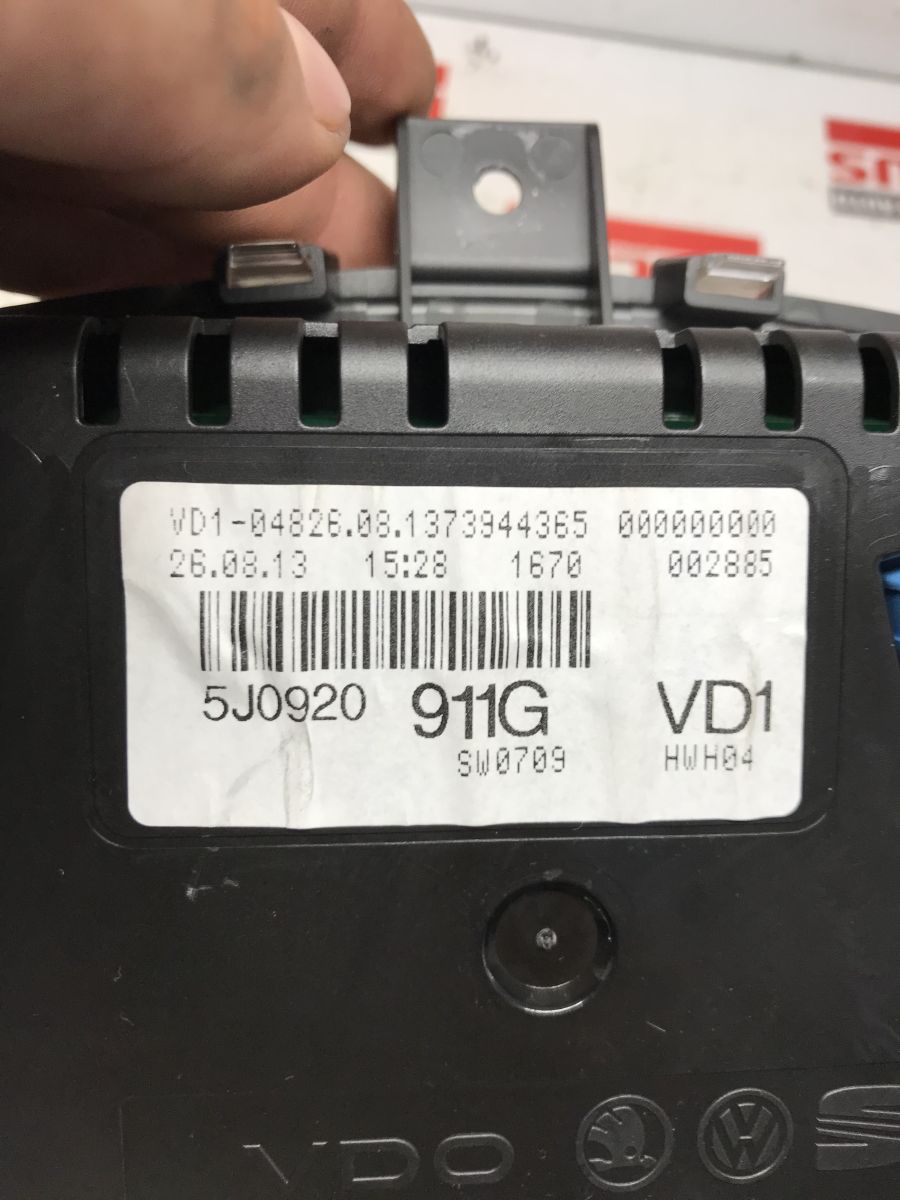 VD1-04826.08.1373944365 000000000
26.08.13 15:28 1670 002885
5J0920 911G VD1
SW0709 HWH04
VDO